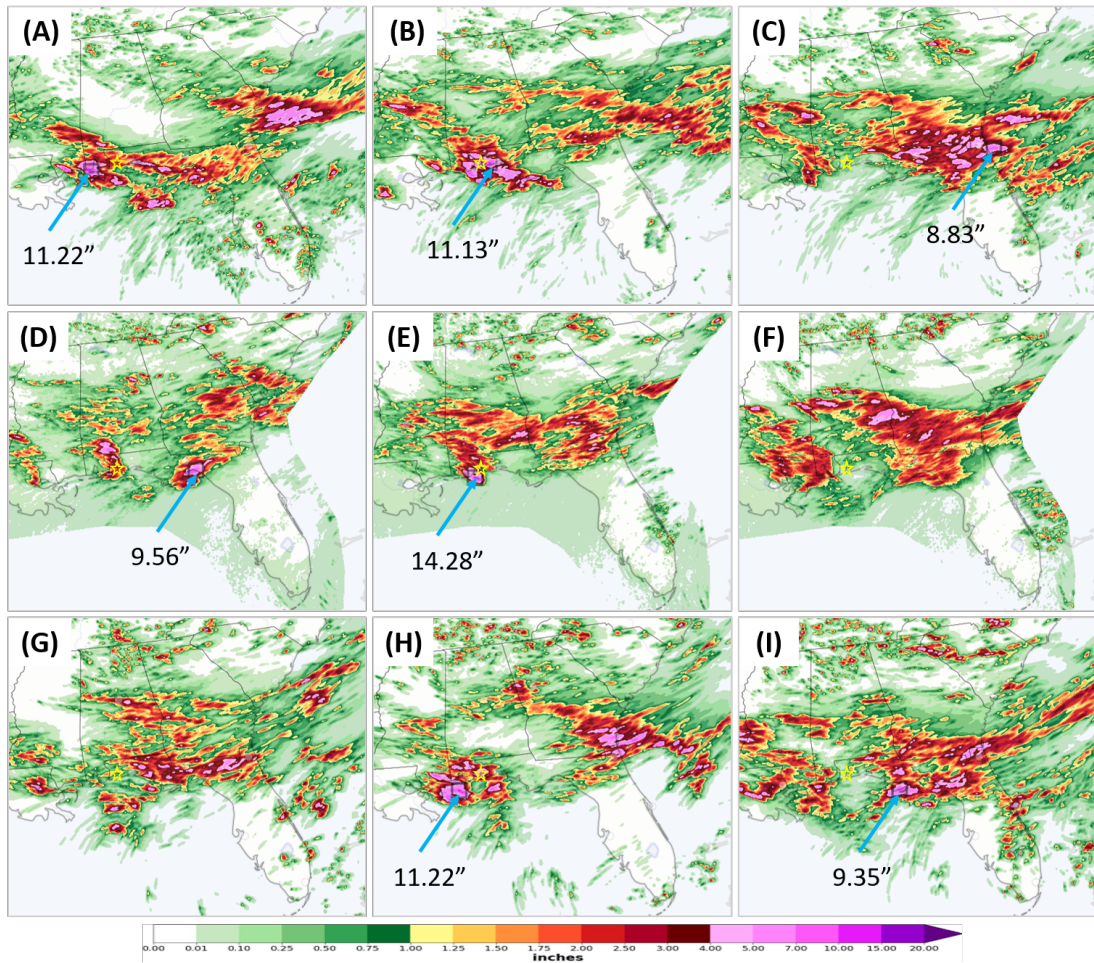 (A)
(B)
(C)
11.22”
11.13”
8.83”
(D)
(E)
(F)
9.56”
14.28”
(G)
(H)
(I)
11.22”
9.35”
0.00 0.01 0.10 0.25 0.50 0.75 1.00 1.25 1.50 1.75 2.00 2.50 3.00 4.00 5.00 7.00 10.00 15.00 20.00
inches